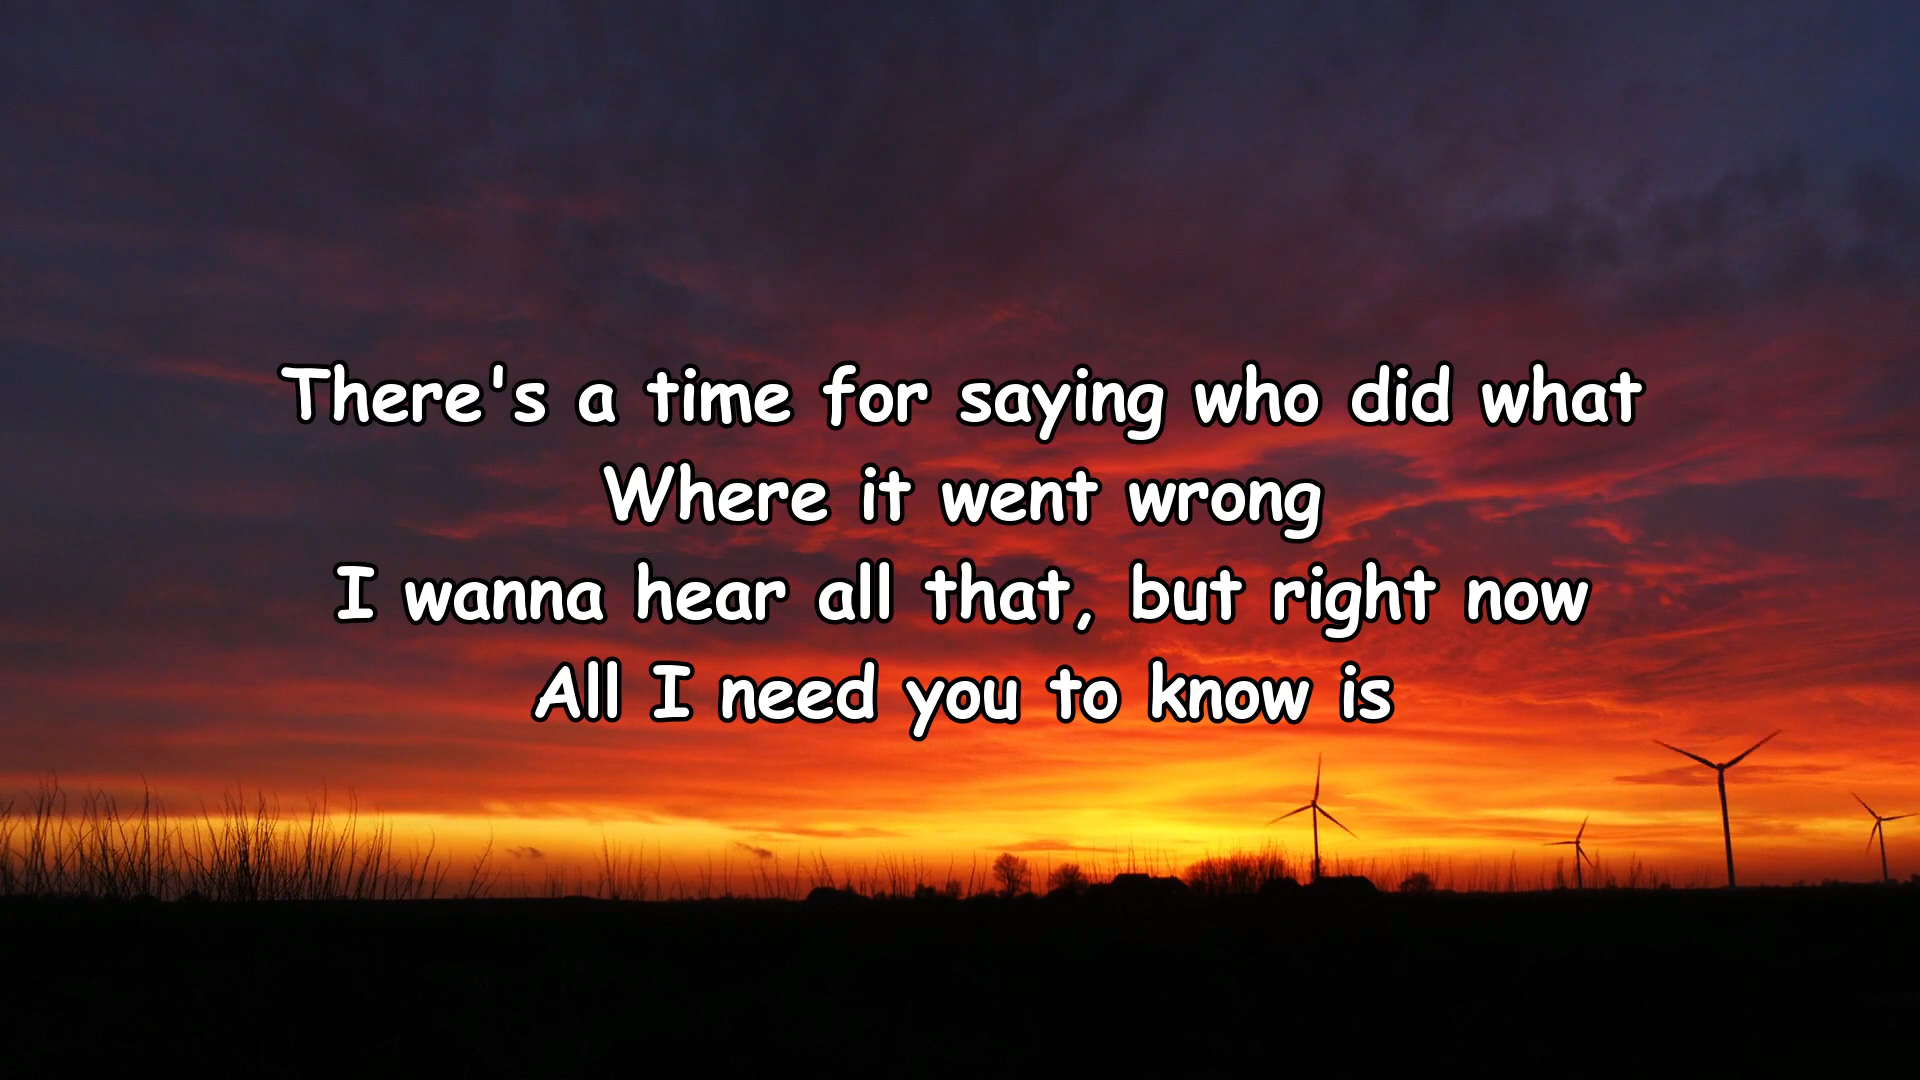 There's a time for saying who did what
Where it went wrong
I wanna hear all that, but right now
All I need you to know is